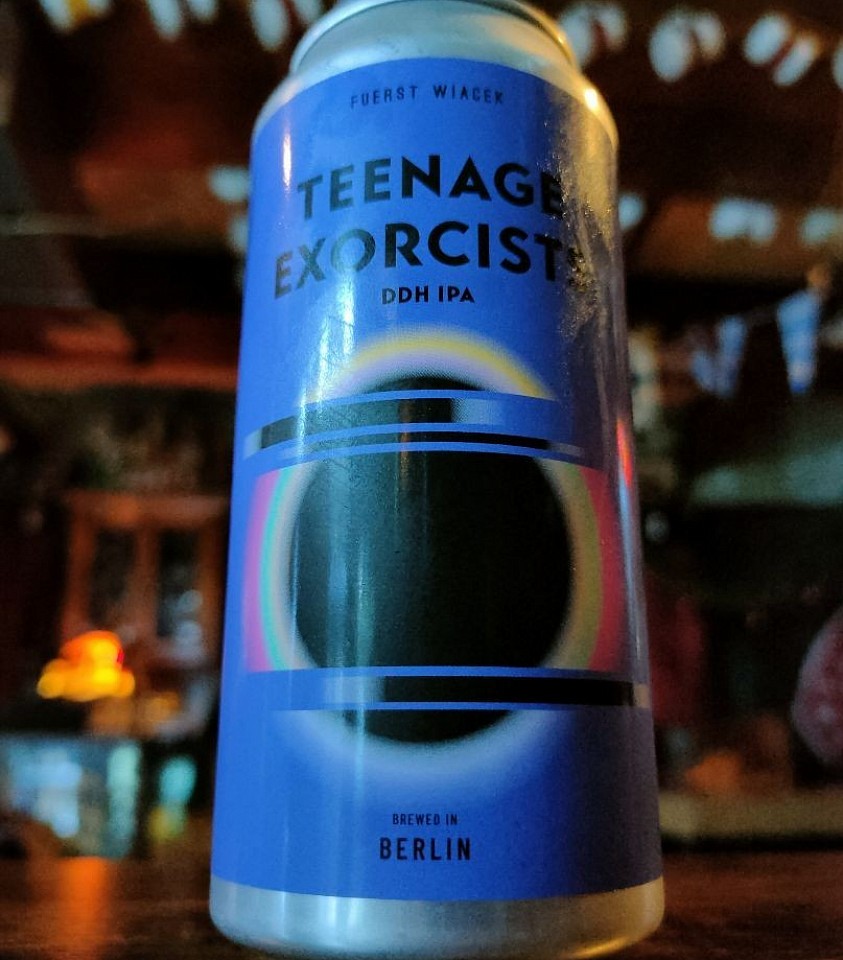 FUERST WIACEK
TEENAGE
EXORCISTS
DDH IPA
BREWED IN
BERLIN